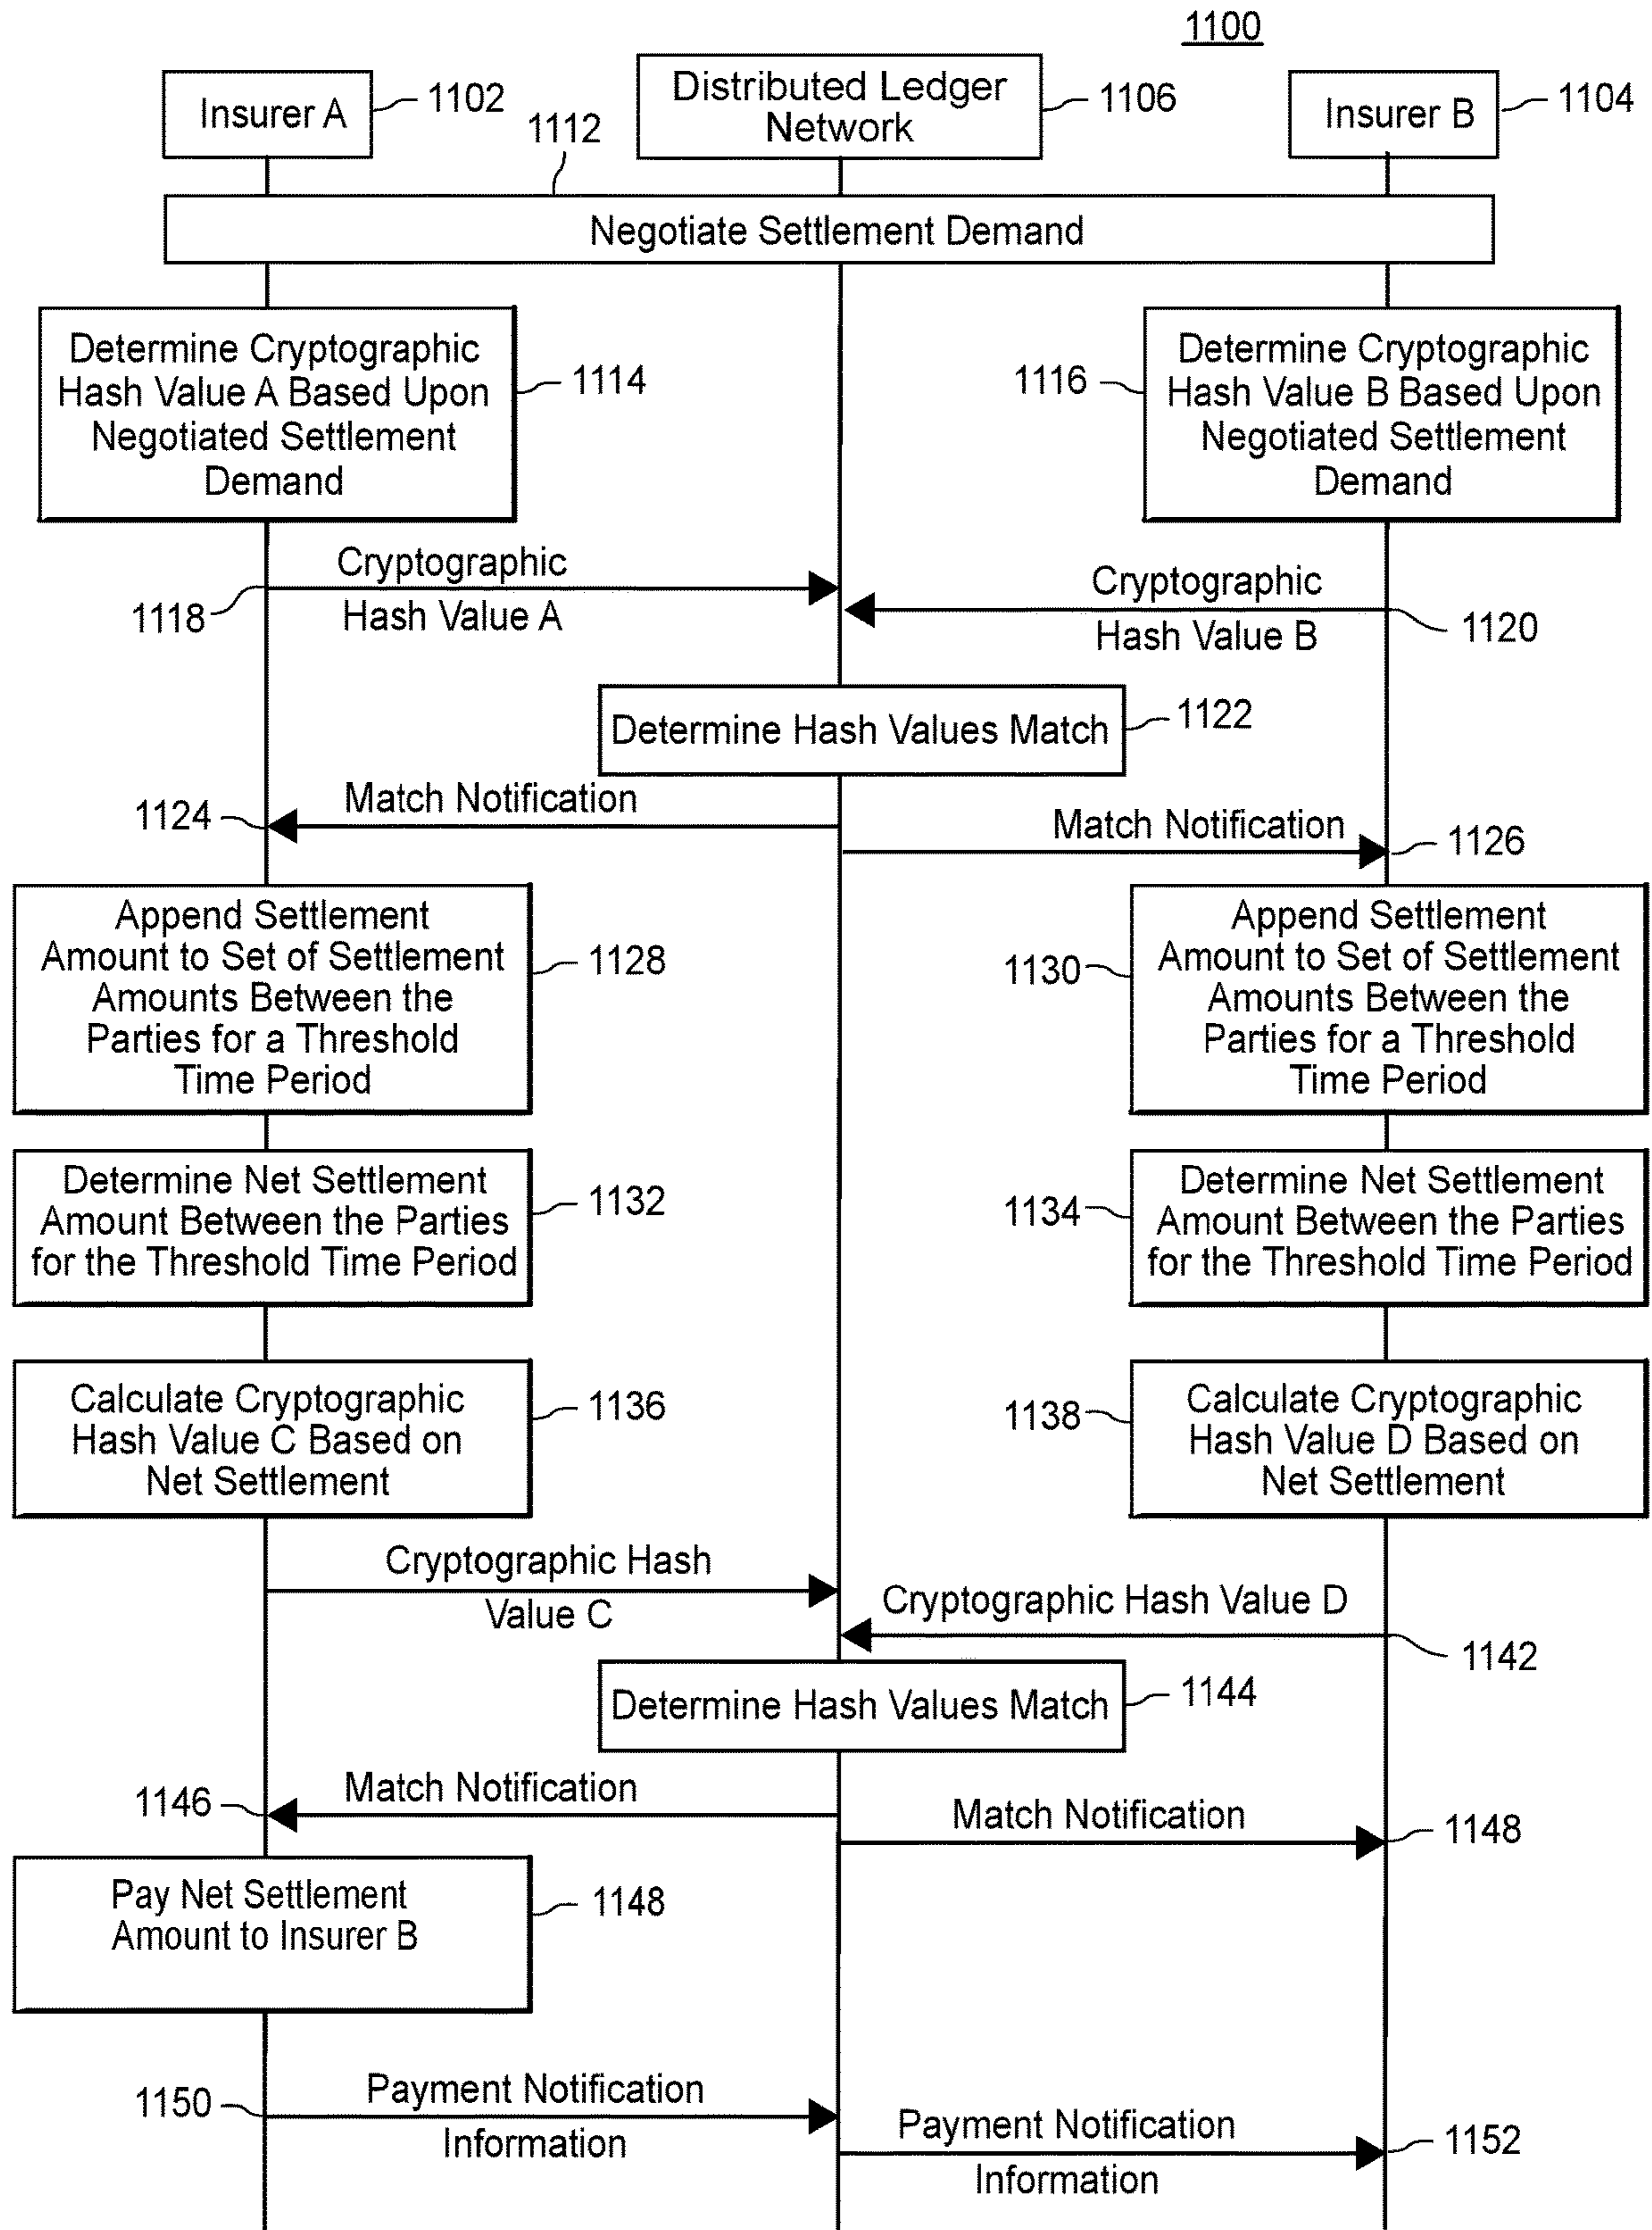 1100
Insurer A
1102
Distributed Ledger
Network
1106
Insurer B
1104
1112
Negotiate Settlement Demand
Determine Cryptographic
Hash Value A Based Upon
Negotiated Settlement
Demand
1114
1116
Determine Cryptographic
Hash Value B Based Upon
Negotiated Settlement
Demand
Cryptographic
Hash Value A
1118
Cryptographic
Hash Value B
1120
Determine Hash Values Match
1122
Match Notification
1124
Match Notification
1126
Append Settlement
Amount to Set of Settlement
Amounts Between the
Parties for a Threshold
Time Period
1128
1130
Append Settlement
Amount to Set of Settlement
Amounts Between the
Parties for a Threshold
Time Period
Determine Net Settlement
Amount Between the Parties
for the Threshold Time Period
1132
1134
Determine Net Settlement
Amount Between the Parties
for the Threshold Time Period
Calculate Cryptographic
Hash Value C Based on
Net Settlement
1136
1138
Calculate Cryptographic
Hash Value D Based on
Net Settlement
Cryptographic Hash
Value C
Cryptographic Hash Value D
1142
Determine Hash Values Match
1144
Match Notification
1146
Match Notification
1148
Pay Net Settlement
Amount to Insurer B
1148
1150
Payment Notification
Information
Payment Notification
Information
1152